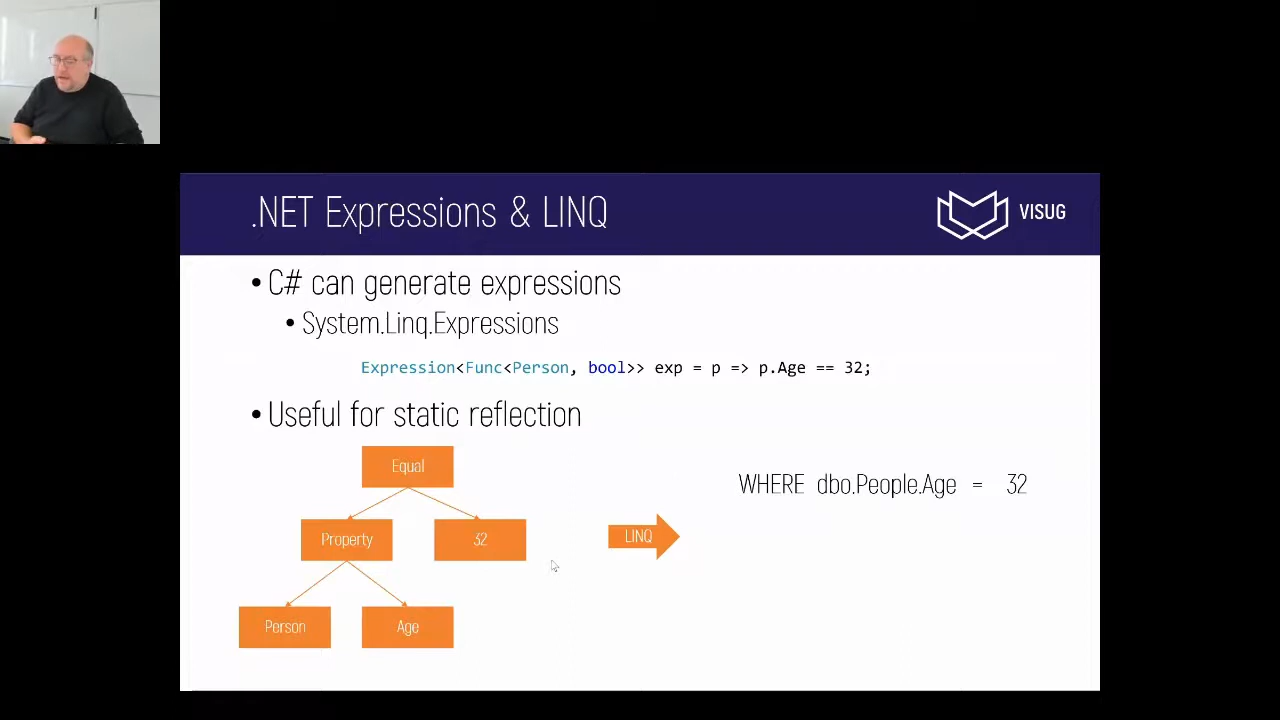 .NET Expressions & LINQ
VISUG
• C# can generate expressions
• System.Linq.Expressions
Expression<Func<Person, bool>> exp = p => p.Age == 32;
• Useful for static reflection
Equal
WHERE dbo.People.Age = 32
Property
32
LINQ
Person
Age